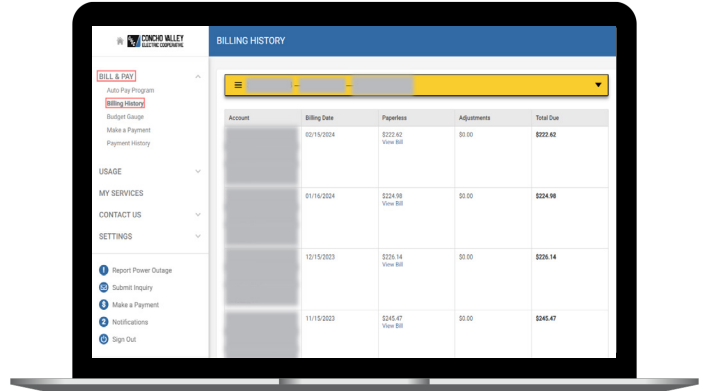 CONCHO VALLEY
ELECTRIC COOPERATIVE
BILLING HISTORY
BILL & PAY
Auto Pay Program
Billing History
Budget Gauge
Make a Payment
Payment History
USAGE
MY SERVICES
CONTACT US
SETTINGS
Report Power Outage
Submit Inquiry
$ Make a Payment
2 Notifications
Sign Out
Account Billing Date Paperless Adjustments Total Due
02/15/2024 $222.62 $0.00 $222.62
View Bill
01/16/2024 $224.98 $0.00 $224.98
View Bill
12/15/2023 $226.14 $0.00 $226.14
View Bill
11/15/2023 $245.47 $0.00 $245.47
View Bill